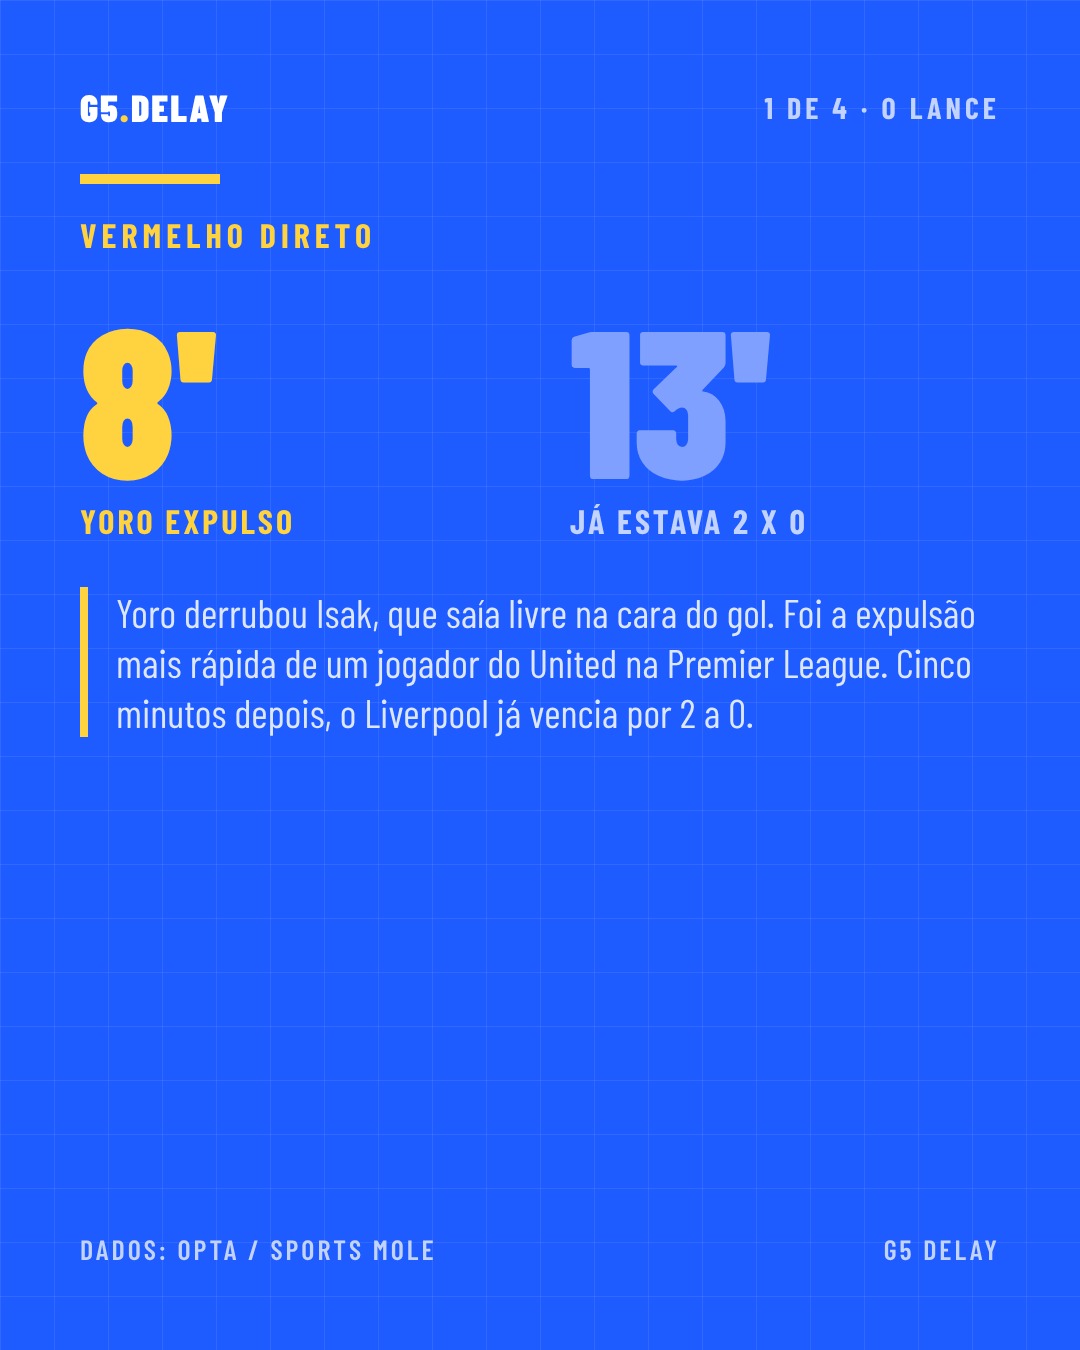 G5.DELAY
1 DE 4 · O LANCE
VERMELHO DIRETO
8'
YORO EXPULSO
13'
JÁ ESTAVA 2 X 0
Yoro derrubou Isak, que saía livre na cara do gol. Foi a expulsão
mais rápida de um jogador do United na Premier League. Cinco
minutos depois, o Liverpool já vencia por 2 a 0.
DADOS: OPTA / SPORTS MOLE
G5 DELAY